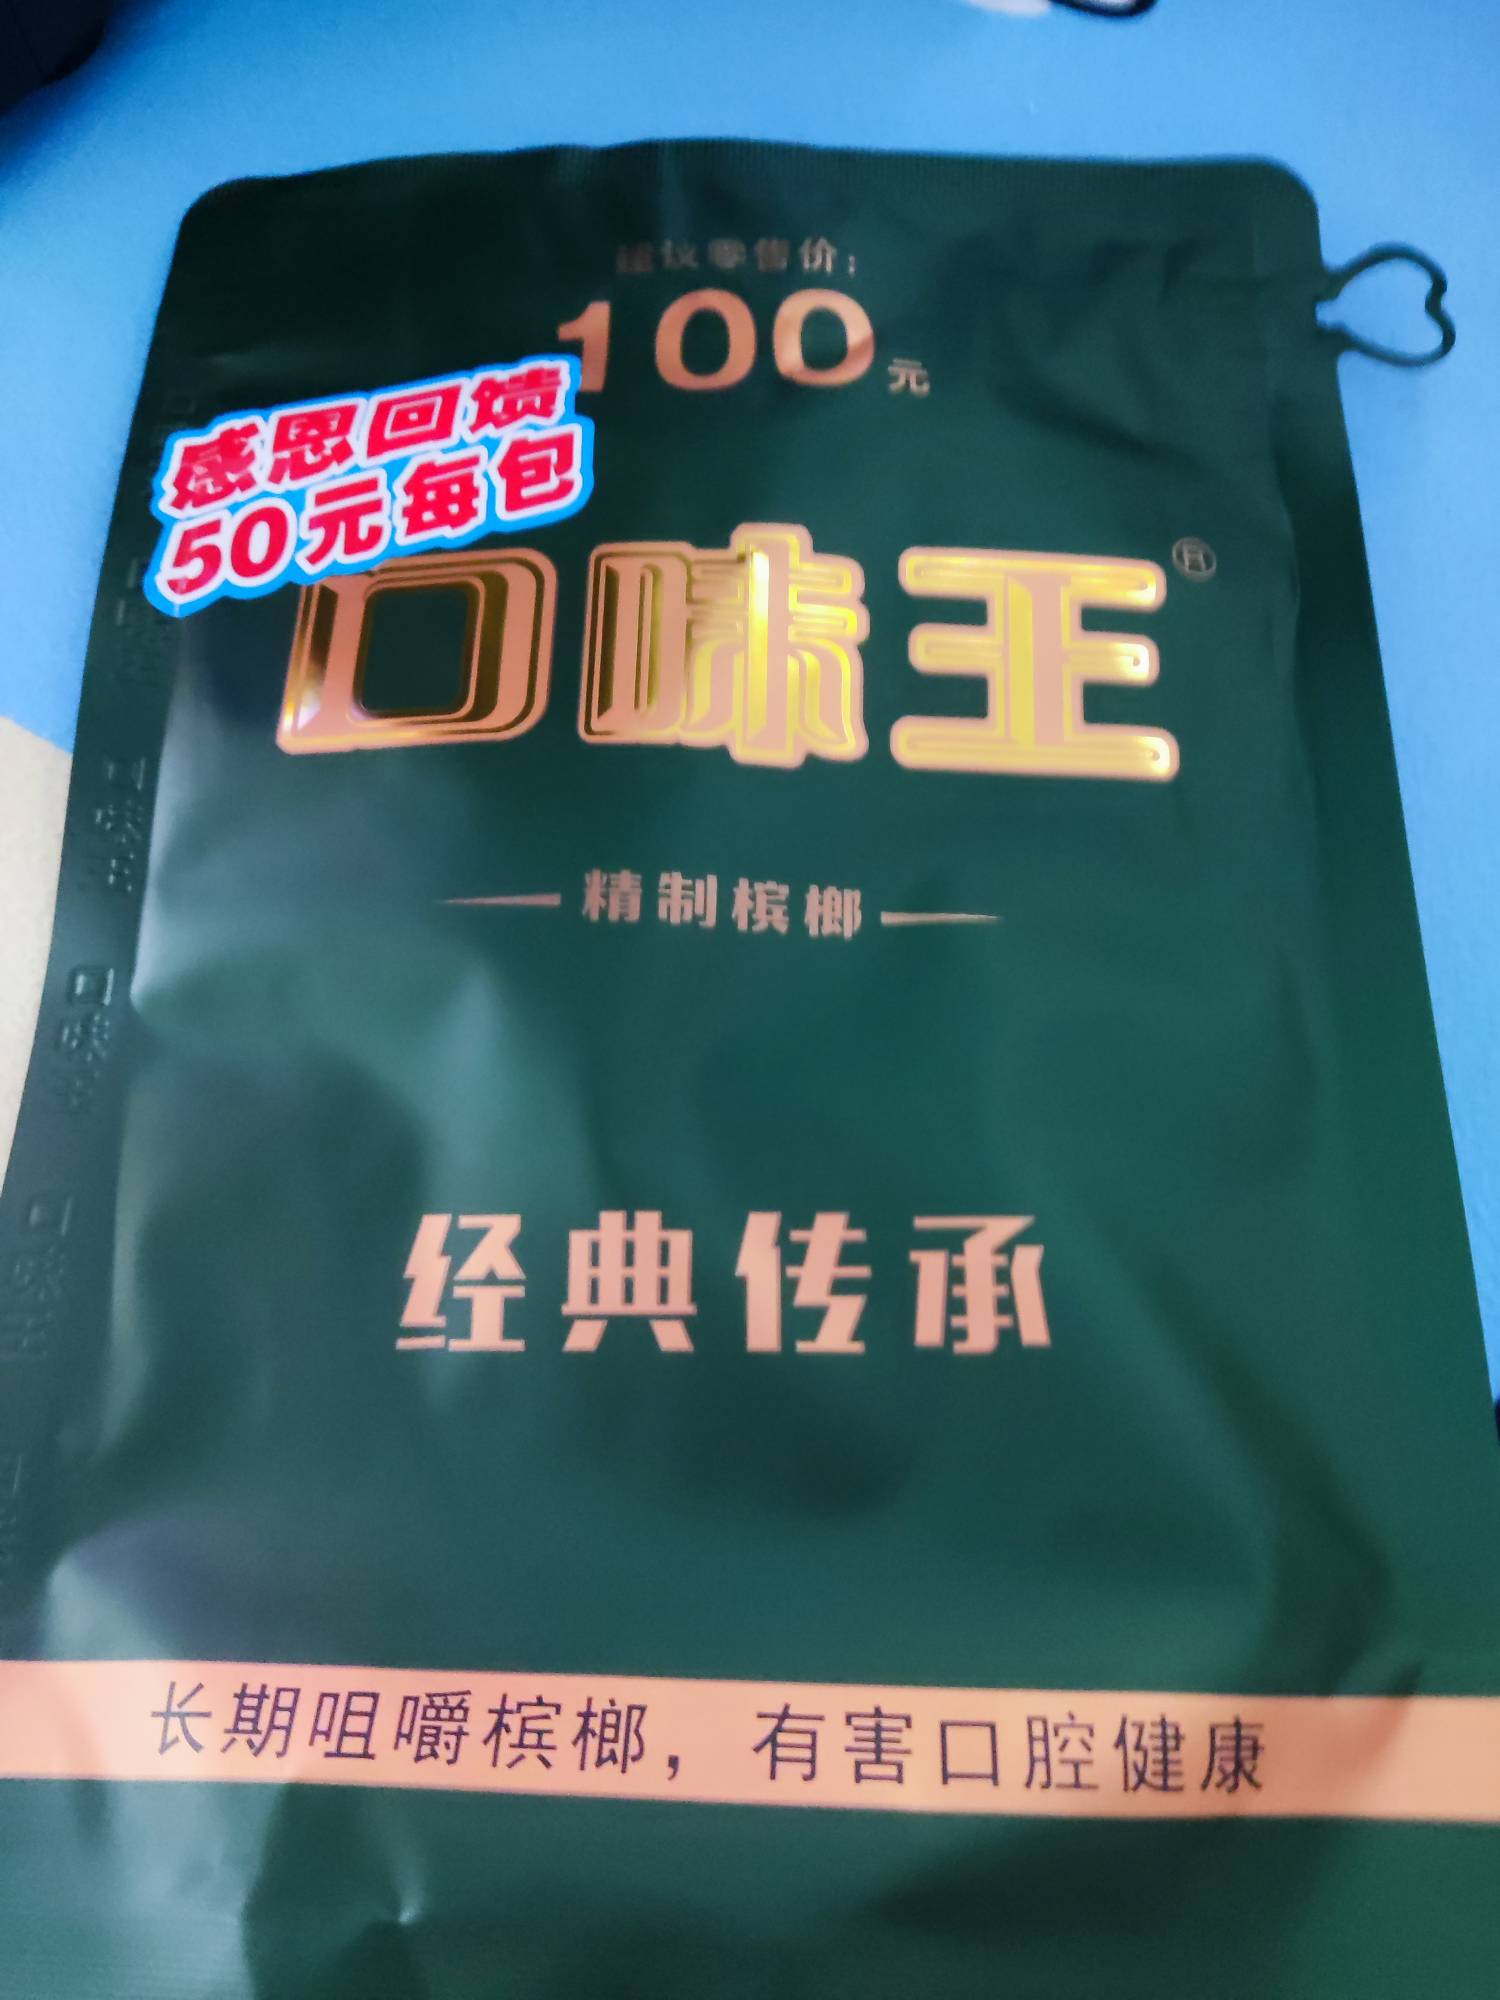 建议零售价：
100元
感恩回馈
50元每包
口味王®
精制槟榔
经典传承
长期咀嚼槟榔，有害口腔健康